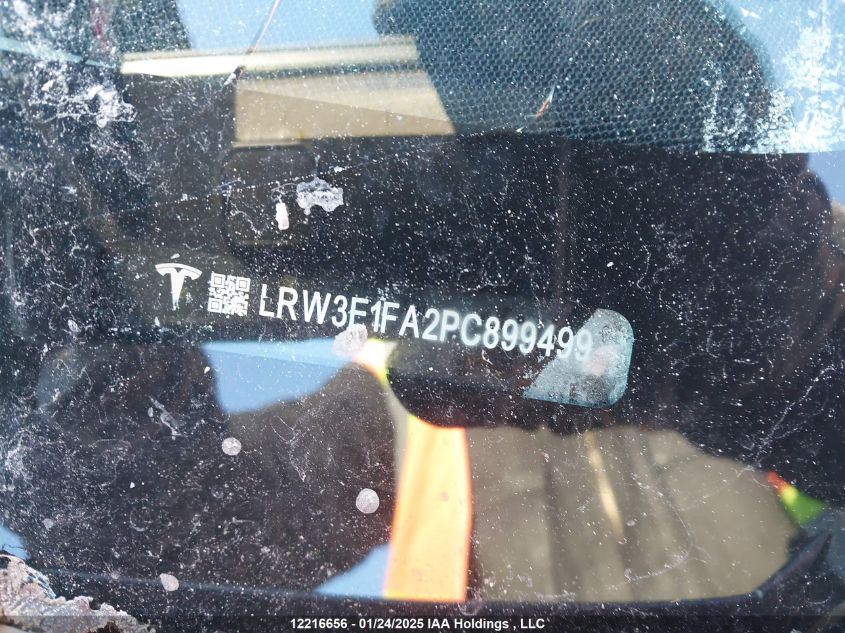 LRW3E1FA2PC899499
12216656 - 01/24/2025 IAA Holdings , LLC